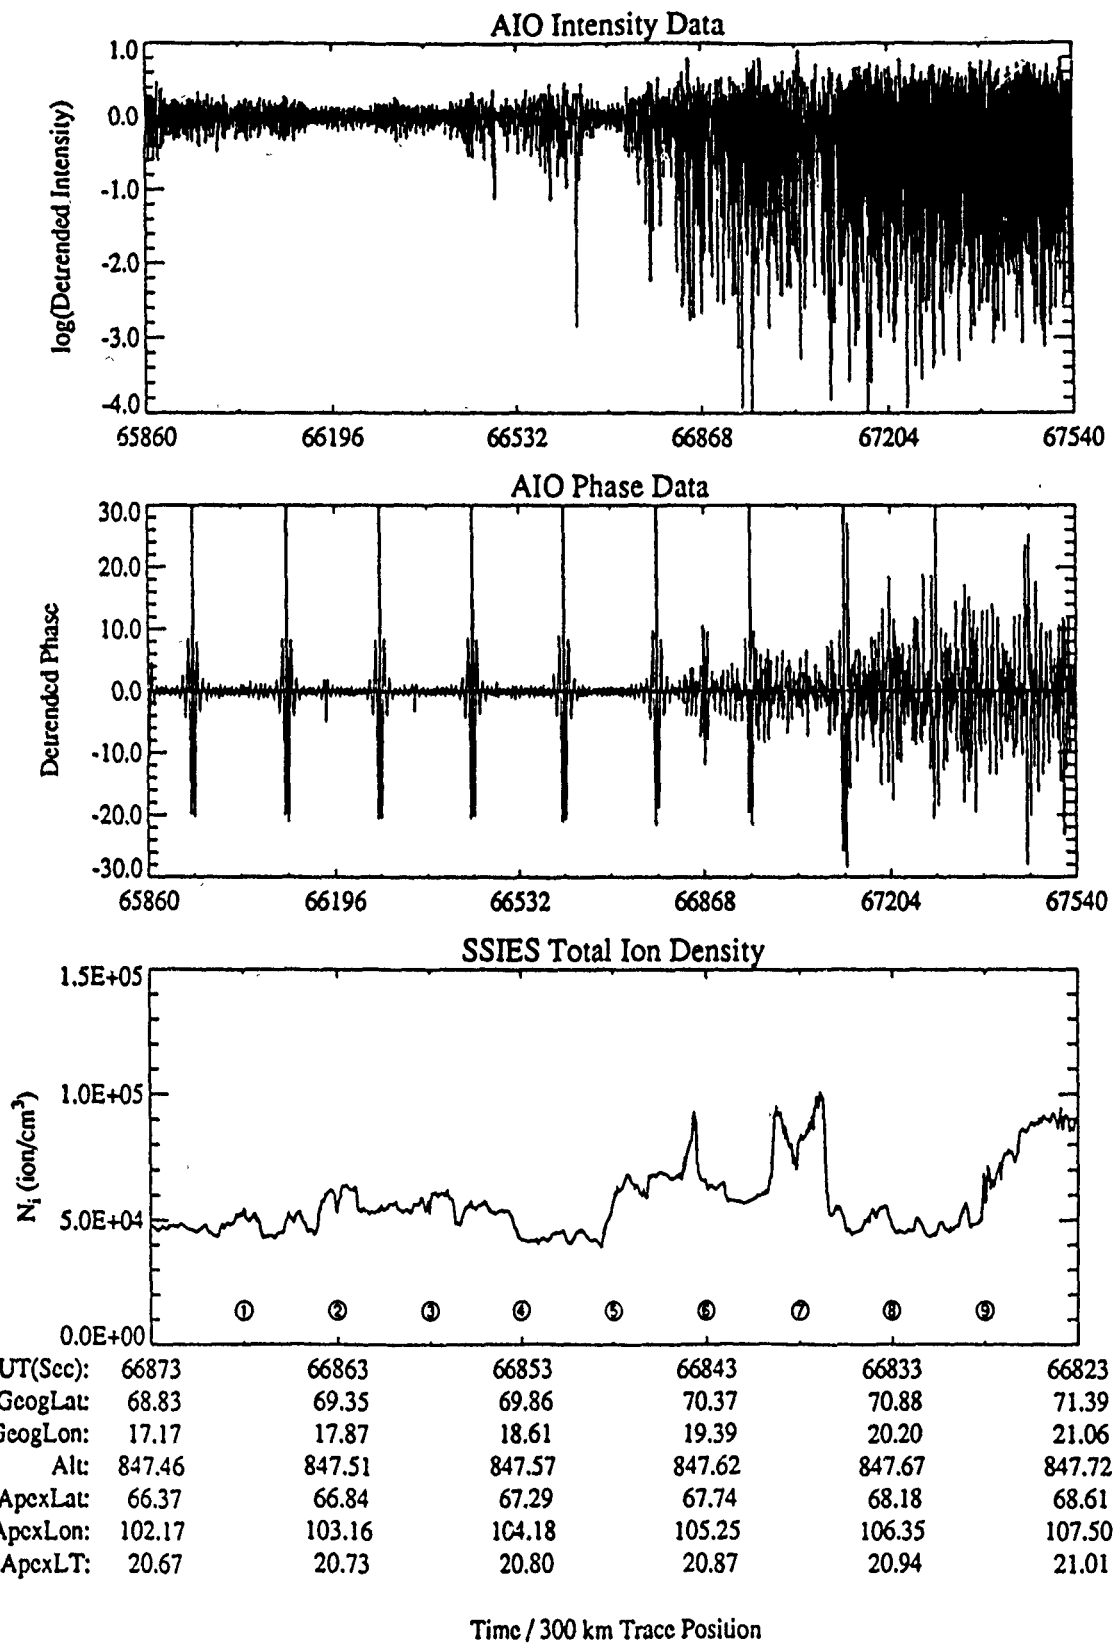 AIO Intensity Data
1.0
0.0
-1.0
-2.0
-3.0
-4.0
log(Detrended Intensity)
65860 66196 66532 66868 67204 67540
AIO Phase Data
30.0
20.0
10.0
0.0
-10.0
-20.0
-30.0
Detrended Phase
65860 66196 66532 66868 67204 67540
SSIES Total Ion Density
1.5E+05
1.0E+05
5.0E+04
0.0E+00
Ni (ion/cm³)
① ② ③ ④ ⑤ ⑥ ⑦ ⑧ ⑨
UT(Sec): 66873 66863 66853 66843 66833 66823
GeogLat: 68.83 69.35 69.86 70.37 70.88 71.39
GeogLon: 17.17 17.87 18.61 19.39 20.20 21.06
Alt: 847.46 847.51 847.57 847.62 847.67 847.72
ApexLat: 66.37 66.84 67.29 67.74 68.18 68.61
ApexLon: 102.17 103.16 104.18 105.25 106.35 107.50
ApexLT: 20.67 20.73 20.80 20.87 20.94 21.01
Time / 300 km Trace Position